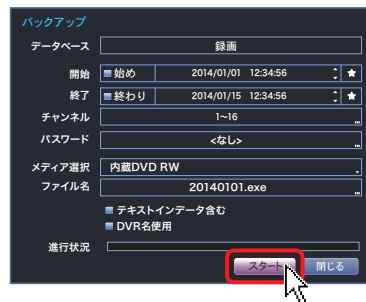 バックアップ
データベース 録画
開始 始め 2014/01/01 12:34:56
終了 終わり 2014/01/15 12:34:56
チャンネル 1~16 ...
パスワード <なし> ...
メディア選択 内蔵DVD RW
ファイル名 20140101.exe ...
テキストインデータ含む
DVR名使用
進行状況
スタート 閉じる